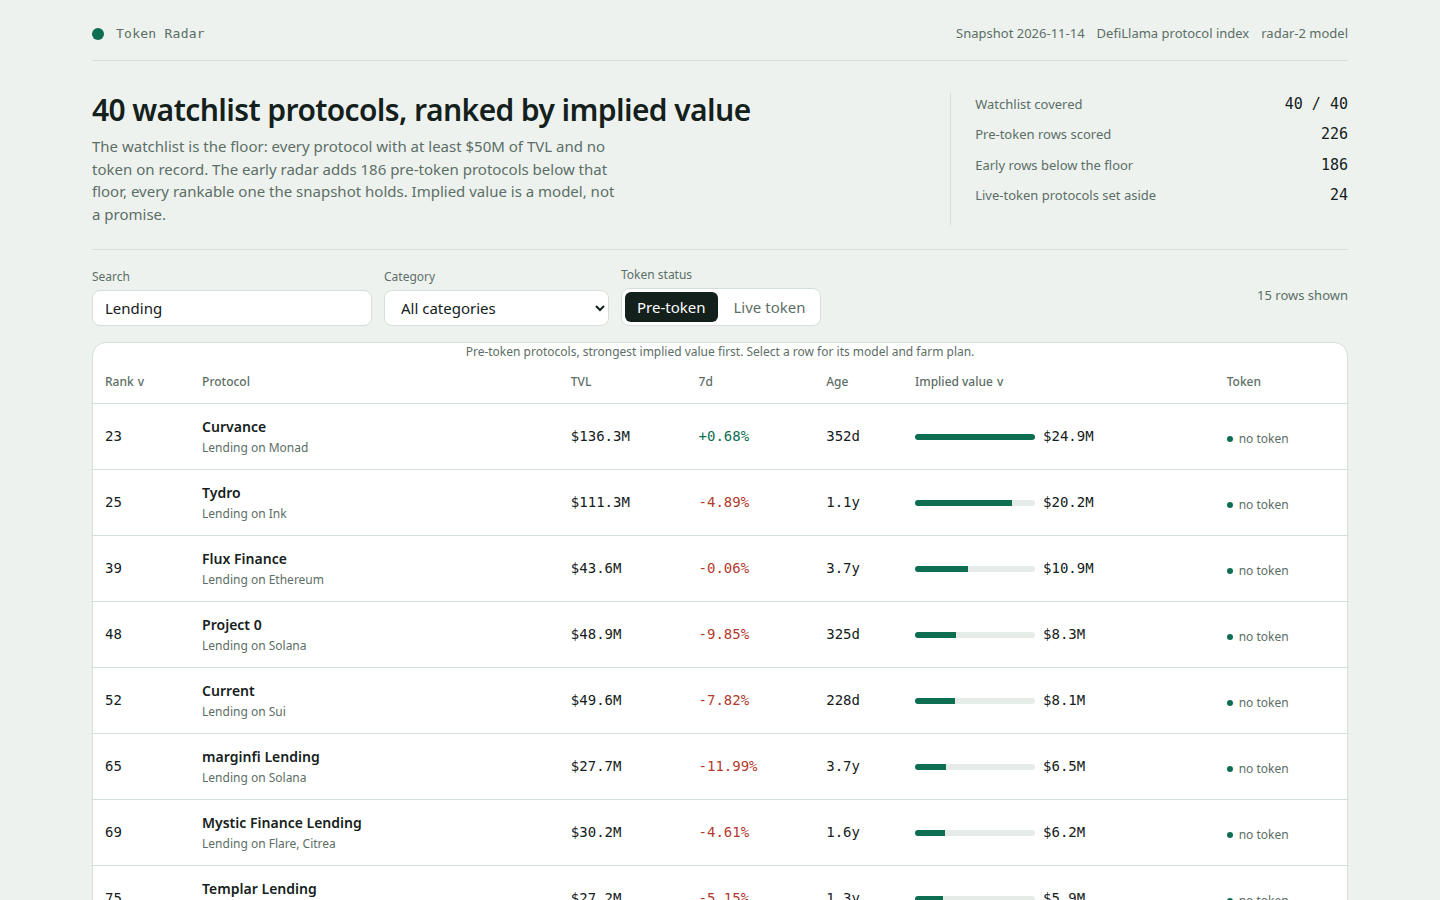 Token Radar
Snapshot 2026-11-14 DefiLlama protocol index radar-2 model
40 watchlist protocols, ranked by implied value
The watchlist is the floor: every protocol with at least $50M of TVL and no
token on record. The early radar adds 186 pre-token protocols below that
floor, every rankable one the snapshot holds. Implied value is a model, not
a promise.
Watchlist covered 40 / 40
Pre-token rows scored 226
Early rows below the floor 186
Live-token protocols set aside 24
Search
Category
Token status
Lending
All categories
Pre-token
Live token
15 rows shown
Pre-token protocols, strongest implied value first. Select a row for its model and farm plan.
Rank v Protocol TVL 7d Age Implied value v Token
23 Curvance $136.3M +0.68% 352d $24.9M no token
Lending on Monad
25 Tydro $111.3M -4.89% 1.1y $20.2M no token
Lending on Ink
39 Flux Finance $43.6M -0.06% 3.7y $10.9M no token
Lending on Ethereum
48 Project 0 $48.9M -9.85% 325d $8.3M no token
Lending on Solana
52 Current $49.6M -7.82% 228d $8.1M no token
Lending on Sui
65 marginfi Lending $27.7M -11.99% 3.7y $6.5M no token
Lending on Solana
69 Mystic Finance Lending $30.2M -4.61% 1.6y $6.2M no token
Lending on Flare, Citrea
75 Templar Lending $27.2M -5.15% 1.3y $5.9M no token